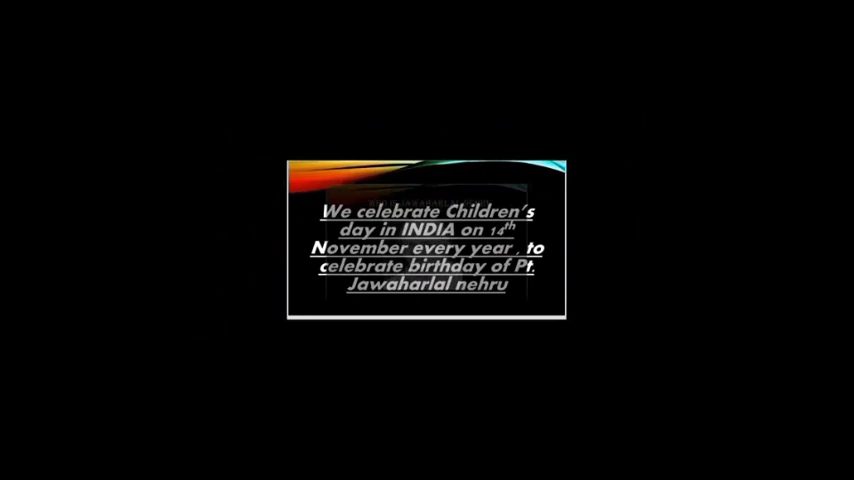 We celebrate Children's
day in INDIA on 14th
November every year , to
celebrate birthday of Pt.
Jawaharlal nehru